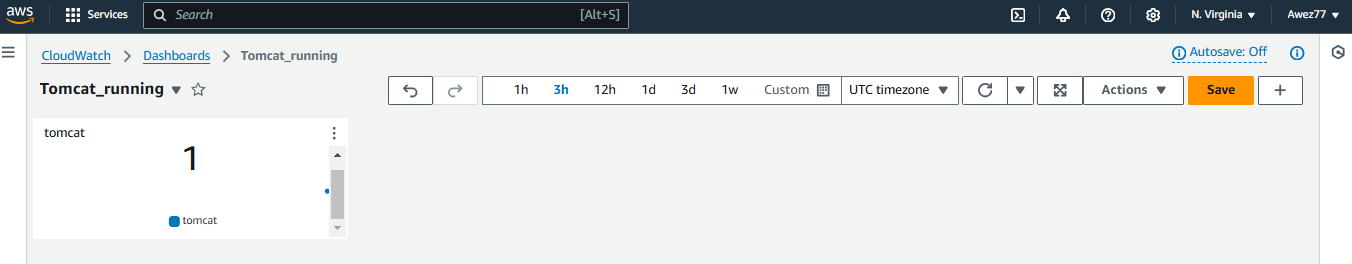 aws Services Search [Alt+S] N. Virginia Awez77
CloudWatch Dashboards Tomcat_running Autosave: Off
Tomcat_running 1h 3h 12h 1d 3d 1w Custom UTC timezone Actions Save
tomcat
1
tomcat